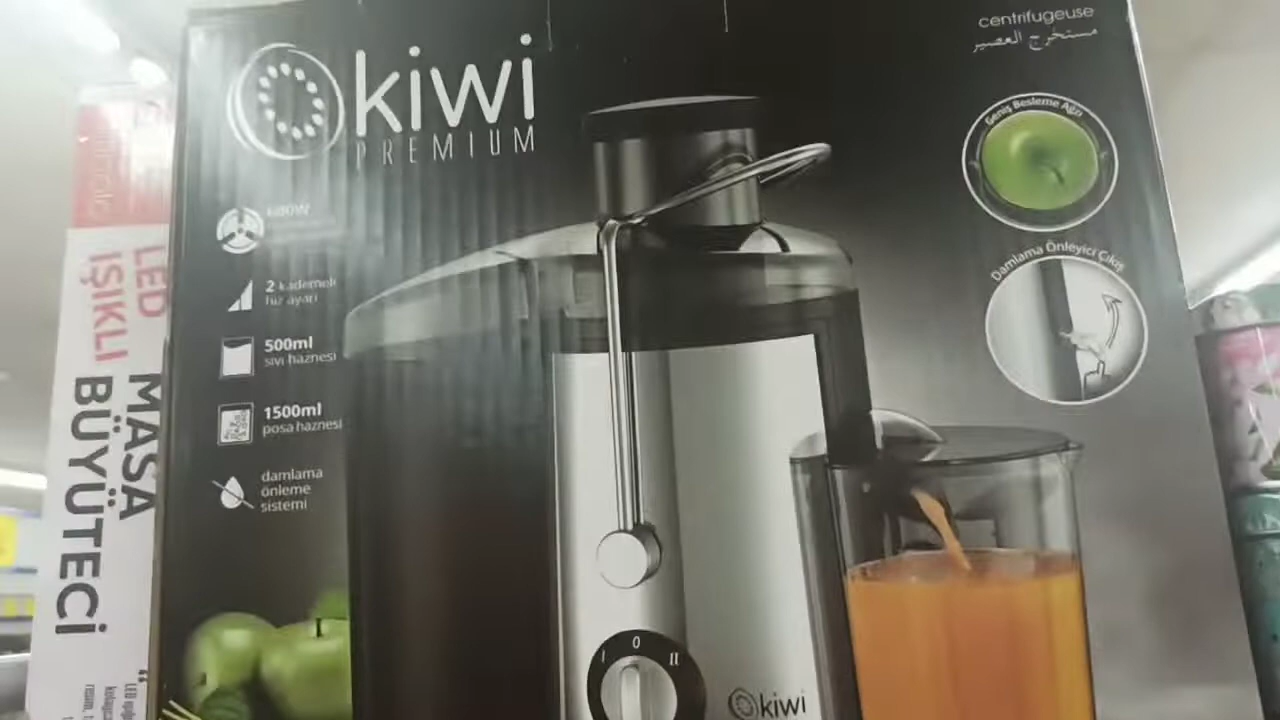 kiwi
PREMIUM
centrifugeuse
مستخرج العصير
Geniş Besleme Ağzı
Damlama Önleyici Çıkış
2 kademeli
hız ayarı
500ml
sıvı haznesi
1500ml
posa haznesi
damlama
önleme
sistemi
I 0 II
kiwi
LED
IŞIKLI
MASA
BÜYÜTECİ